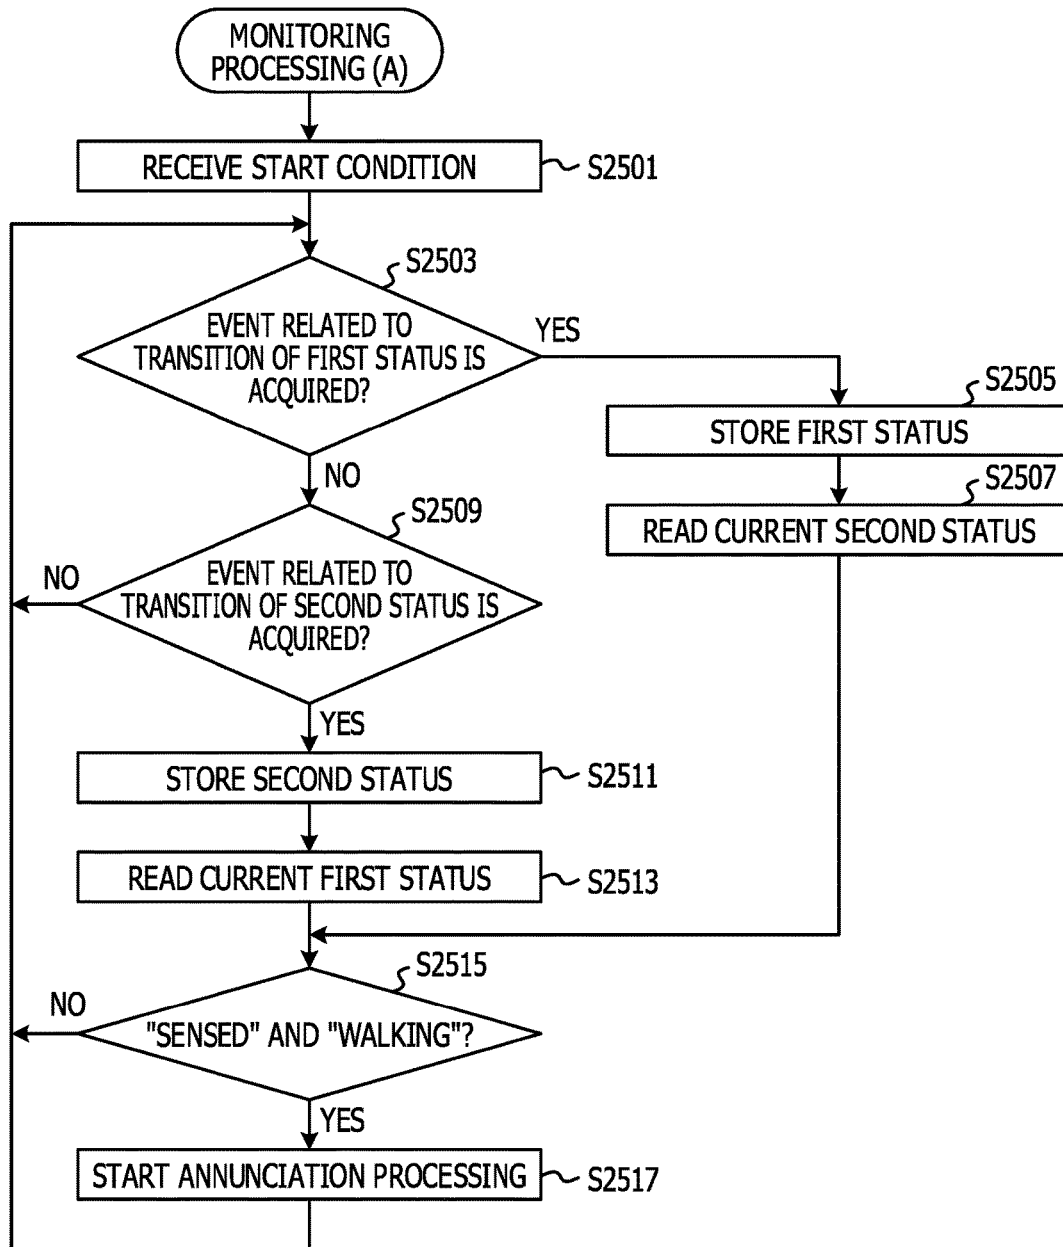 MONITORING
PROCESSING (A)
RECEIVE START CONDITION
S2501
S2503
EVENT RELATED TO
TRANSITION OF FIRST STATUS IS
ACQUIRED?
YES
S2505
STORE FIRST STATUS
NO
S2507
READ CURRENT SECOND STATUS
S2509
EVENT RELATED TO
TRANSITION OF SECOND STATUS IS
ACQUIRED?
NO
YES
STORE SECOND STATUS
S2511
READ CURRENT FIRST STATUS
S2513
S2515
NO
"SENSED" AND "WALKING"?
YES
START ANNUNCIATION PROCESSING
S2517